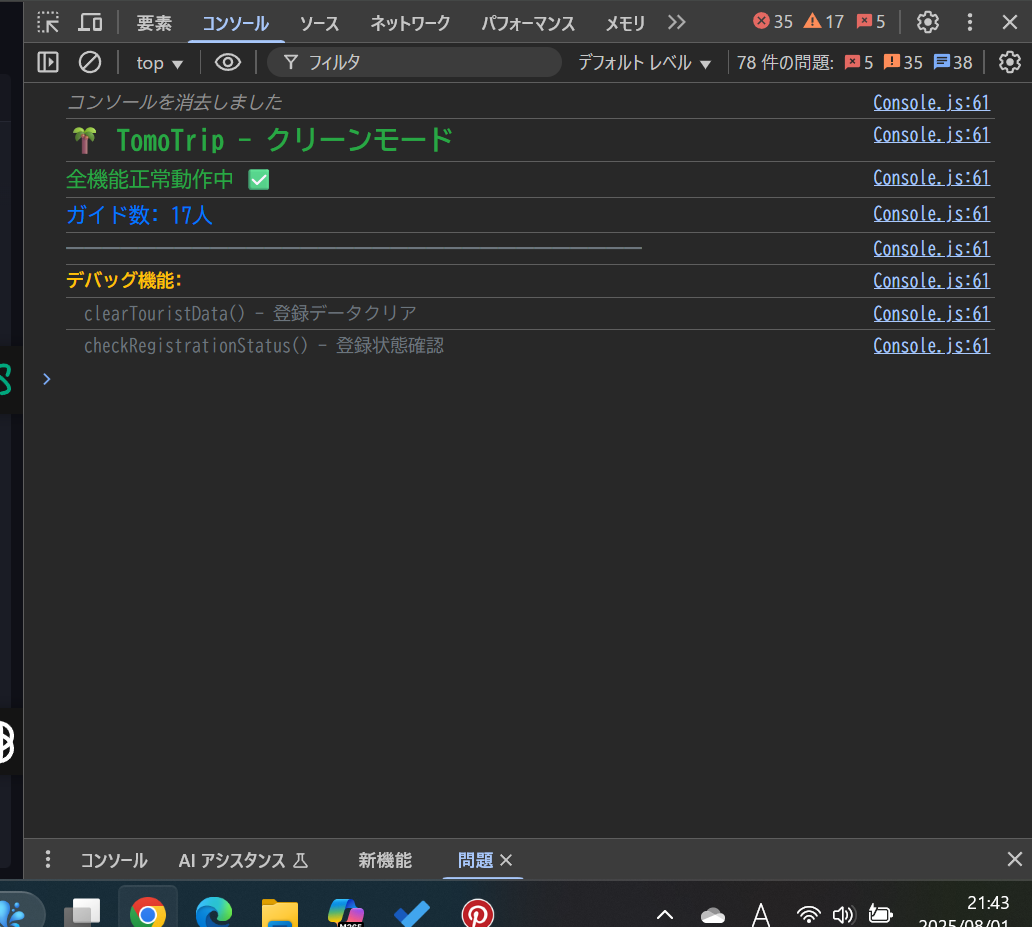 要素 コンソール ソース ネットワーク パフォーマンス メモリ 35 17 5
top フィルタ デフォルト レベル 78 件の問題: 5 35 38
コンソールを消去しました Console.js:61
🌴 TomoTrip - クリーンモード Console.js:61
全機能正常動作中 ✅ Console.js:61
ガイド数: 17人 Console.js:61
Console.js:61
デバッグ機能: Console.js:61
clearTouristData() - 登録データクリア Console.js:61
checkRegistrationStatus() - 登録状態確認 Console.js:61
コンソール AI アシスタンス 新機能 問題
M365
A 21:43
2025/08/01